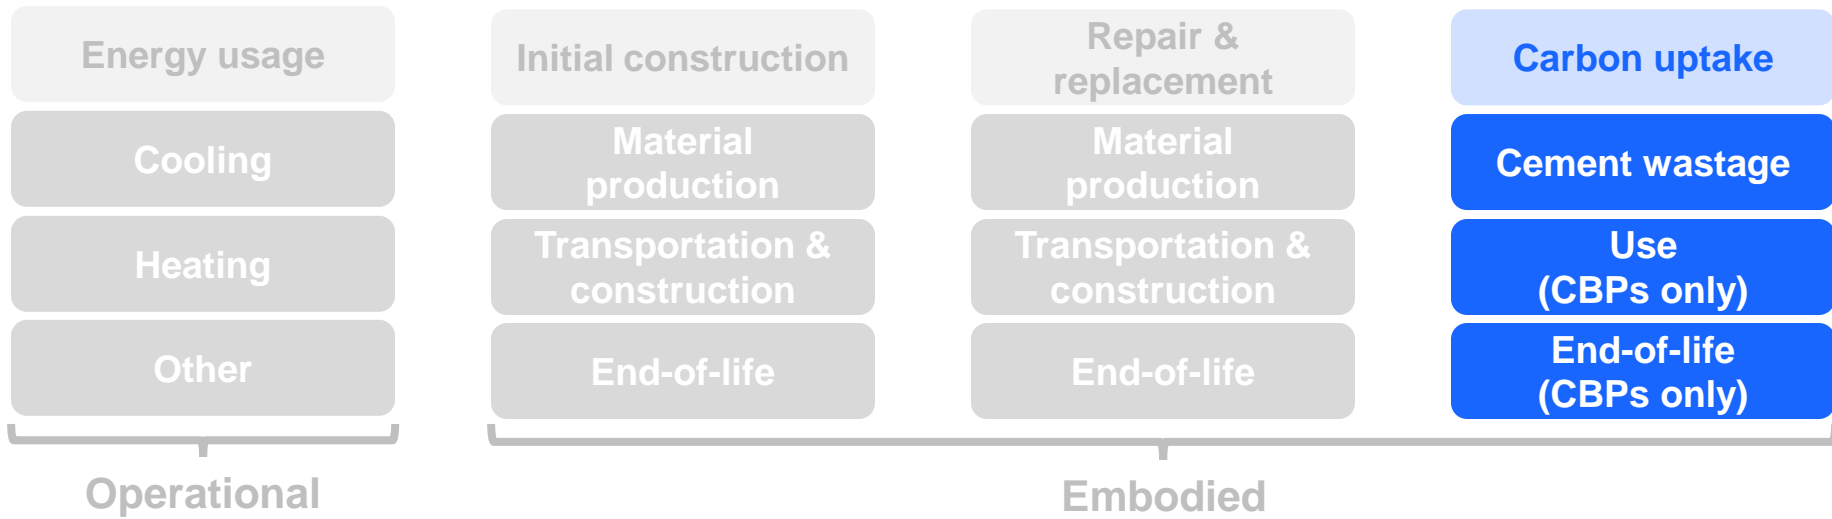 Energy usage
Cooling
Heating
Other
Operational
Initial construction
Material
production
Transportation &
construction
End-of-life
Repair &
replacement
Material
production
Transportation &
construction
End-of-life
Carbon uptake
Cement wastage
Use
(CBPs only)
End-of-life
(CBPs only)
Embodied